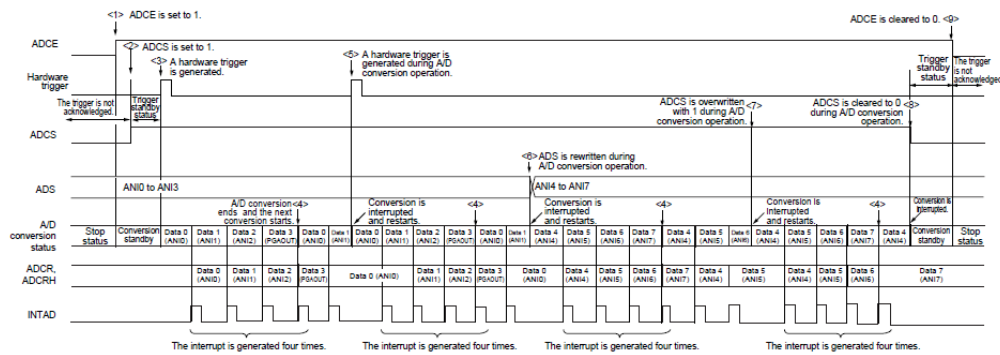 <1> ADCE is set to 1.
ADCE is cleared to 0. <9>
ADCE
<2> ADCS is set to 1.
<3> A hardware trigger
is generated.
<5> A hardware trigger is
generated during A/D
conversion operation.
Trigger
standby
status
The trigger
is not
acknowledged.
Hardware
trigger
The trigger is not
acknowledged.
Trigger
standby
status
ADCS is overwritten <7>
with 1 during A/D
conversion operation.
ADCS is cleared to 0 <8>
during A/D conversion
operation.
ADCS
<6> ADS is rewritten during
A/D conversion operation.
ADS
ANI0 to ANI3
ANI4 to ANI7
A/D conversion <4>
ends and the next
conversion starts.
Conversion is
interrupted
and restarts.
<4>
Conversion is
interrupted
and restarts.
<4>
Conversion is
Interrupted
and restarts.
<4>
Conversion is
interrupted.
A/D
conversion
status
Stop
status
Conversion
standby
Data 0
(ANI0)
Data 1
(ANI1)
Data 2
(ANI2)
Data 3
(PGAOUT)
Data 0
(ANI0)
Data 1
(ANI1)
Data 0
(ANI0)
Data 1
(ANI1)
Data 2
(ANI2)
Data 3
(PGAOUT)
Data 0
(ANI0)
Data 1
(ANI1)
Data 4
(ANI4)
Data 5
(ANI5)
Data 6
(ANI6)
Data 7
(ANI7)
Data 4
(ANI4)
Data 5
(ANI5)
Data 4
(ANI4)
Data 5
(ANI5)
Data 6
(ANI6)
Data 7
(ANI7)
Data 4
(ANI4)
Conversion
standby
Stop
status
ADCR,
ADCRH
Data 0
(ANI0)
Data 1
(ANI1)
Data 2
(ANI2)
Data 3
(PGAOUT)
Data 0 (ANI0)
Data 1
(ANI1)
Data 2
(ANI2)
Data 3
(PGAOUT)
Data 0
(ANI0)
Data 4
(ANI4)
Data 5
(ANI5)
Data 6
(ANI6)
Data 7
(ANI7)
Data 4
(ANI4)
Data 5
(ANI5)
Data 4
(ANI4)
Data 5
(ANI5)
Data 6
(ANI6)
Data 7
(ANI7)
INTAD
The interrupt is generated four times.
The interrupt is generated four times.
The interrupt is generated four times.
The interrupt is generated four times.